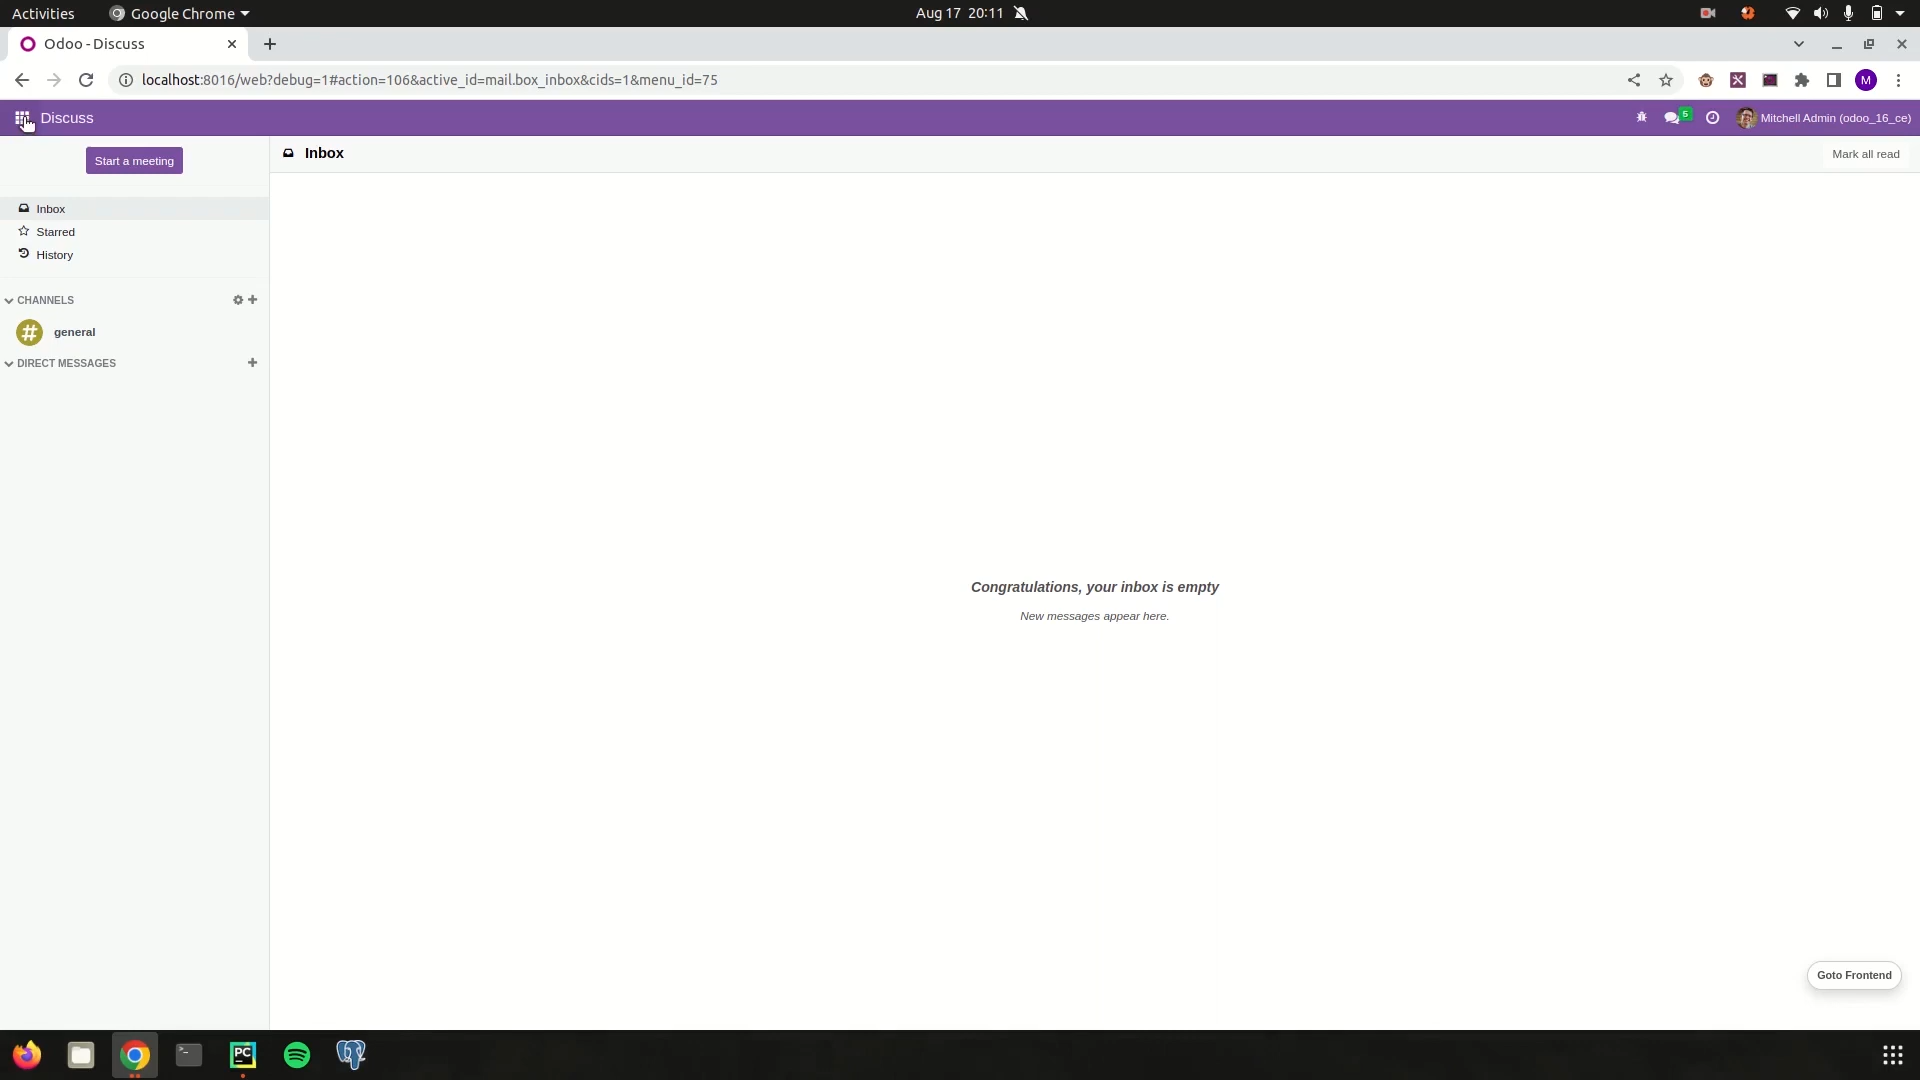 Activities
Google Chrome
Aug 17 20:11
Odoo - Discuss
localhost:8016/web?debug=1#action=106&active_id=mail.box_inbox&cids=1&menu_id=75
M
Discuss
5
Mitchell Admin (odoo_16_ce)
Start a meeting
Inbox
Mark all read
Inbox
Starred
History
CHANNELS
# general
DIRECT MESSAGES
Congratulations, your inbox is empty
New messages appear here.
Goto Frontend
PC